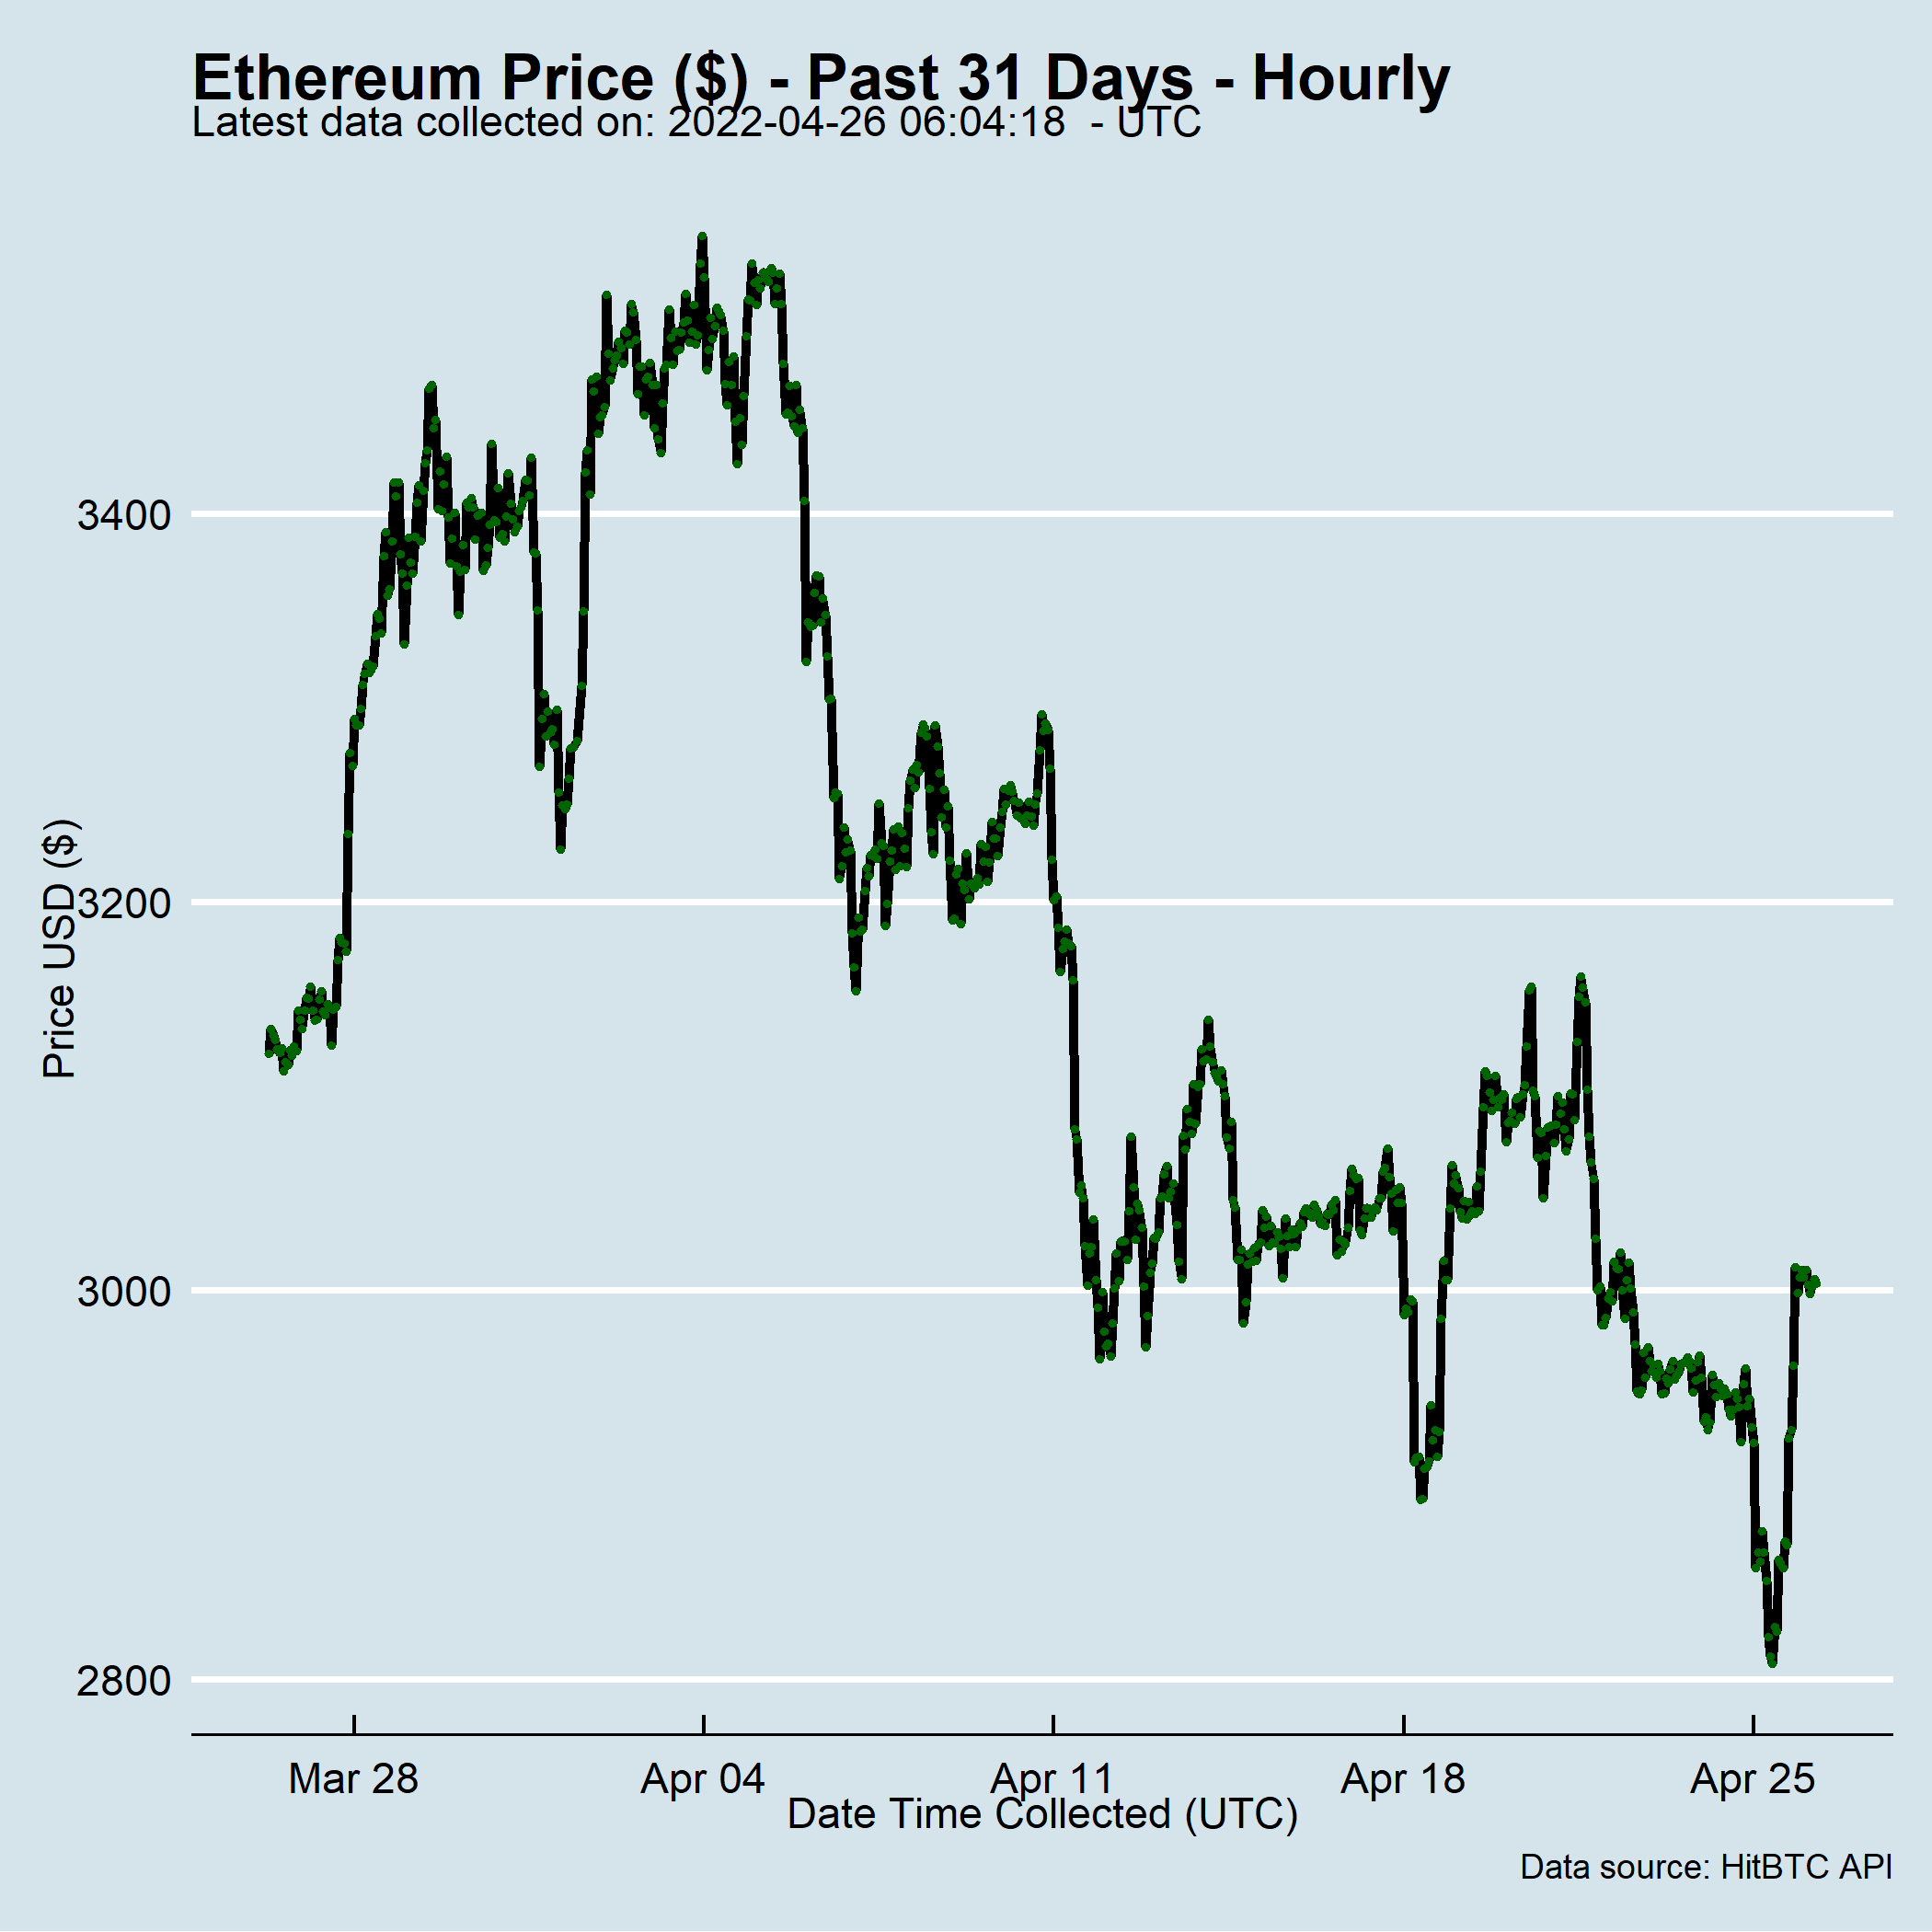 Ethereum Price ($) - Past 31 Days - Hourly
Latest data collected on: 2022-04-26 06:04:18  - UTC
Price USD ($)
3400
3200
3000
2800
Mar 28
Apr 04
Apr 11
Apr 18
Apr 25
Date Time Collected (UTC)
Data source: HitBTC API